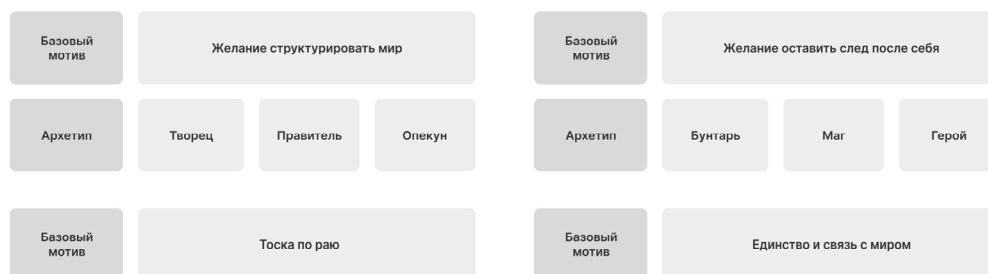 Базовый
мотив
Желание структурировать мир
Архетип
Творец
Правитель
Опекун
Базовый
мотив
Желание оставить след после себя
Архетип
Бунтарь
Маг
Герой
Базовый
мотив
Тоска по раю
Базовый
мотив
Единство и связь с миром